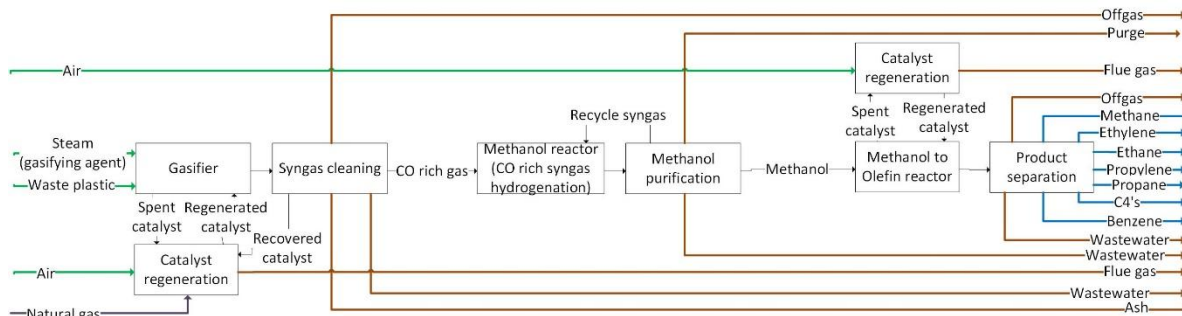 Offgas
Purge
Air
Catalyst
regeneration
Flue gas
Offgas
Spent
catalyst
Regenerated
catalyst
Methane
Ethylene
Recycle syngas
Steam
(gasifying agent)
Waste plastic
Gasifier
Syngas cleaning
CO rich gas
Methanol reactor
(CO rich syngas
hydrogenation)
Methanol
purification
Methanol
Methanol to
Olefin reactor
Product
separation
Ethane
Propylene
Propane
C4's
Benzene
Spent
catalyst
Regenerated
catalyst
Recovered
catalyst
Wastewater
Wastewater
Air
Catalyst
regeneration
Flue gas
Wastewater
Natural gas
Ash